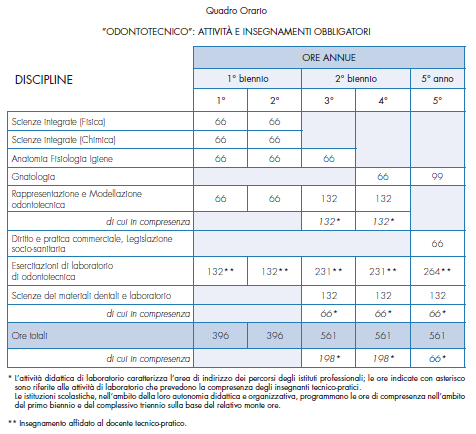 Quadro Orario
"ODONTOTECNICO": ATTIVITÀ E INSEGNAMENTI OBBLIGATORI
DISCIPLINE
ORE ANNUE
1° biennio 2° biennio 5° anno
1° 2° 3° 4° 5°
Scienze integrate (Fisica) 66 66
Scienze integrate (Chimica) 66 66
Anatomia Fisiologia Igiene 66 66 66
Gnatologia 66 99
Rappresentazione e Modellazione
odontotecnica 66 66 132 132
di cui in compresenza 132* 132*
Diritto e pratica commerciale, Legislazione
socio-sanitaria 66
Esercitazioni di laboratorio
di odontotecnica 132** 132** 231** 231** 264**
Scienze dei materiali dentali e laboratorio 132 132 132
di cui in compresenza 66* 66* 66*
Ore totali 396 396 561 561 561
di cui in compresenza 198* 198* 66*
* L'attività didattica di laboratorio caratterizza l'area di indirizzo dei percorsi degli istituti professionali; le ore indicate con asterisco
sono riferite alle attività di laboratorio che prevedono la compresenza degli insegnanti tecnico-pratici.
Le istituzioni scolastiche, nell'ambito della loro autonomia didattica e organizzativa, programmano le ore di compresenza nell'ambito
del primo biennio e del complessivo triennio sulla base del relativo monte ore.
** Insegnamento affidato al docente tecnico-pratico.